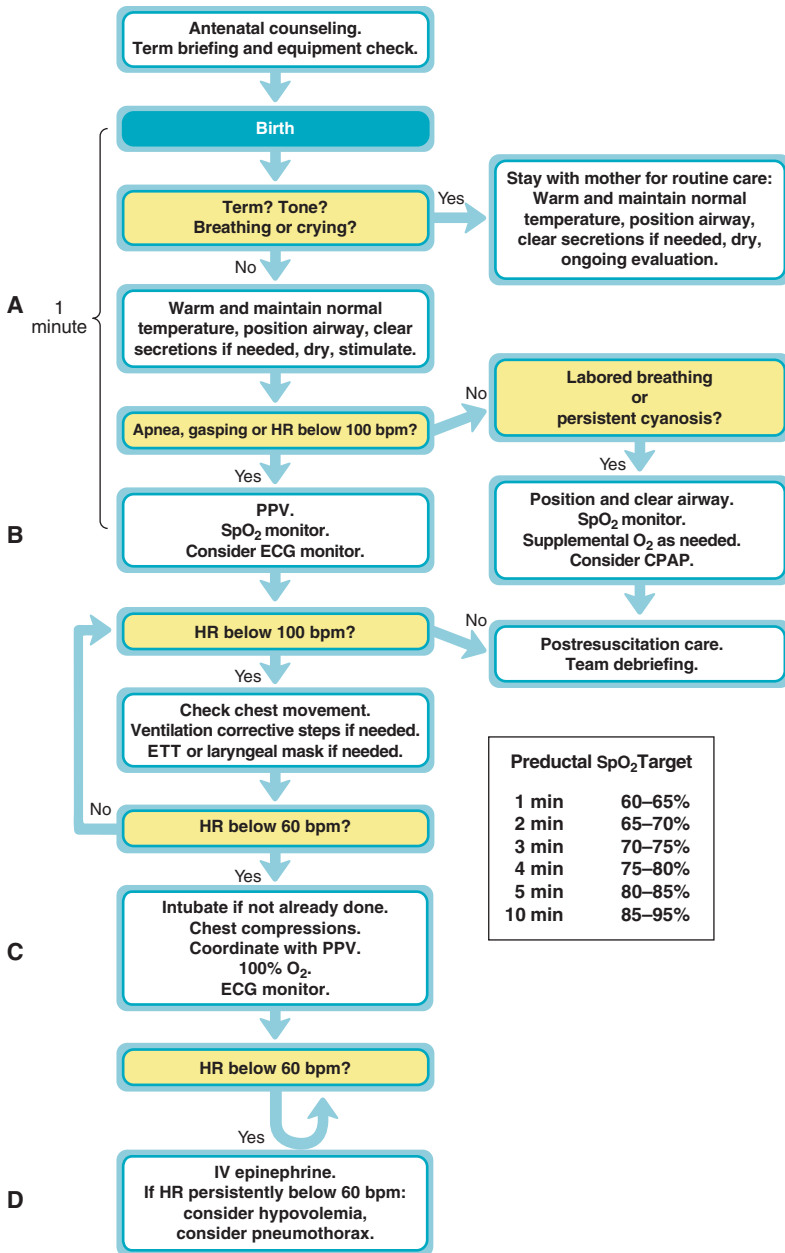 Antenatal counseling.
Term briefing and equipment check.
Birth
Term? Tone?
Breathing or crying?
Yes
Stay with mother for routine care:
Warm and maintain normal
temperature, position airway,
clear secretions if needed, dry,
ongoing evaluation.
No
A
1
minute
Warm and maintain normal
temperature, position airway, clear
secretions if needed, dry, stimulate.
Apnea, gasping or HR below 100 bpm?
No
Labored breathing
or
persistent cyanosis?
Yes
Yes
B
PPV.
SpO₂ monitor.
Consider ECG monitor.
Position and clear airway.
SpO₂ monitor.
Supplemental O₂ as needed.
Consider CPAP.
HR below 100 bpm?
No
Postresuscitation care.
Team debriefing.
Yes
Check chest movement.
Ventilation corrective steps if needed.
ETT or laryngeal mask if needed.
No
HR below 60 bpm?
Yes
Preductal SpO₂Target
1 min 60–65%
2 min 65–70%
3 min 70–75%
4 min 75–80%
5 min 80–85%
10 min 85–95%
C
Intubate if not already done.
Chest compressions.
Coordinate with PPV.
100% O₂.
ECG monitor.
HR below 60 bpm?
Yes
D
IV epinephrine.
If HR persistently below 60 bpm:
consider hypovolemia,
consider pneumothorax.